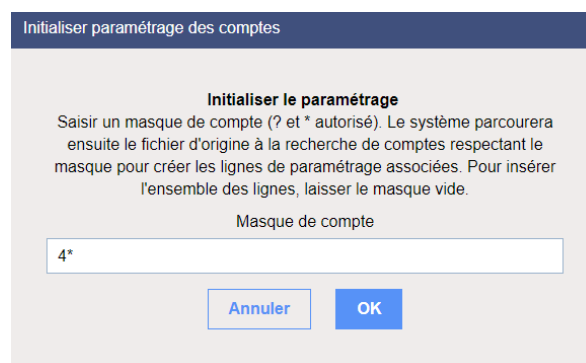 Initialiser paramétrage des comptes
Initialiser le paramétrage
Saisir un masque de compte (? et * autorisé). Le système parcourera
ensuite le fichier d'origine à la recherche de comptes respectant le
masque pour créer les lignes de paramétrage associées. Pour insérer
l'ensemble des lignes, laisser le masque vide.
Masque de compte
4*
Annuler
OK